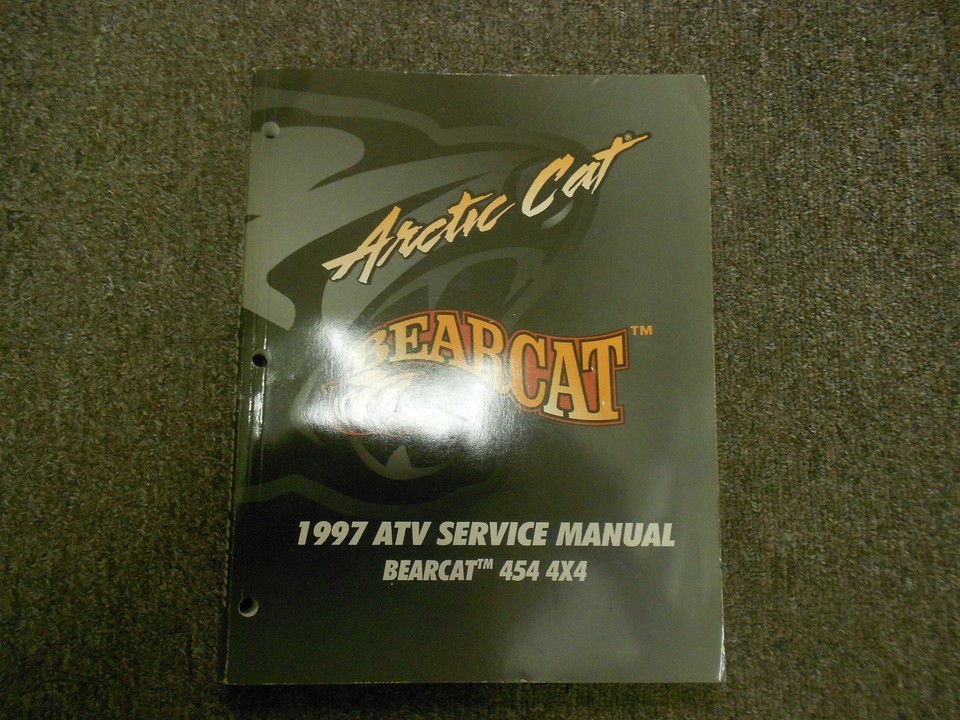 Arctic Cat®
BEARCAT™
1997 ATV SERVICE MANUAL
BEARCAT™ 454 4X4